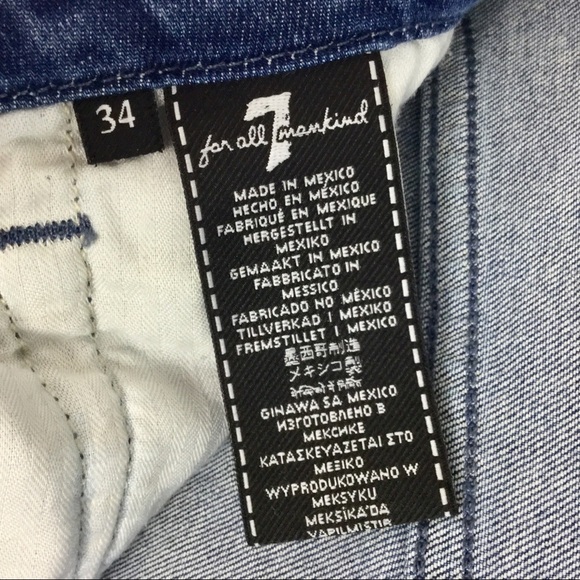 34
for all 7 mankind
MADE IN MEXICO
HECHO EN MÉXICO
FABRIQUÉ EN MEXIQUE
HERGESTELLT IN
MEXIKO
GEMAAKT IN MEXICO
FABBRICATO IN
MESSICO
FABRICADO NO MÉXICO
TILLVERKAD I MEXIKO
FREMSTILLET I MEXICO
墨西哥制造
メキシコ製
GINAWA SA MEXICO
ИЗГОТОВЛЕНО В
МЕКСИКЕ
ΚΑΤΑΣΚΕΥΑΖΕΤΑΙ ΣΤΟ
ΜΕΞΙΚΟ
WYPRODUKOWANO W
MEKSYKU
MEKSİKA'DA
YAPILMIŞTIR